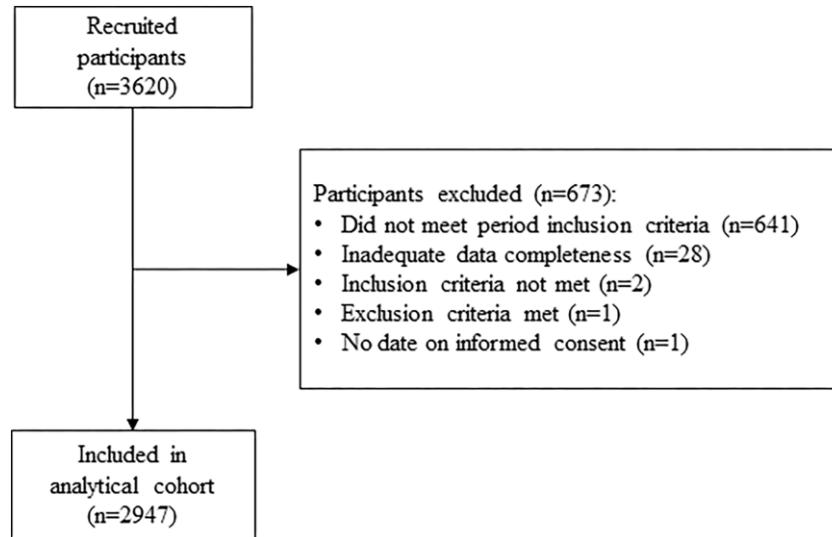 Recruited
participants
(n=3620)
Participants excluded (n=673):
• Did not meet period inclusion criteria (n=641)
• Inadequate data completeness (n=28)
• Inclusion criteria not met (n=2)
• Exclusion criteria met (n=1)
• No date on informed consent (n=1)
Included in
analytical cohort
(n=2947)